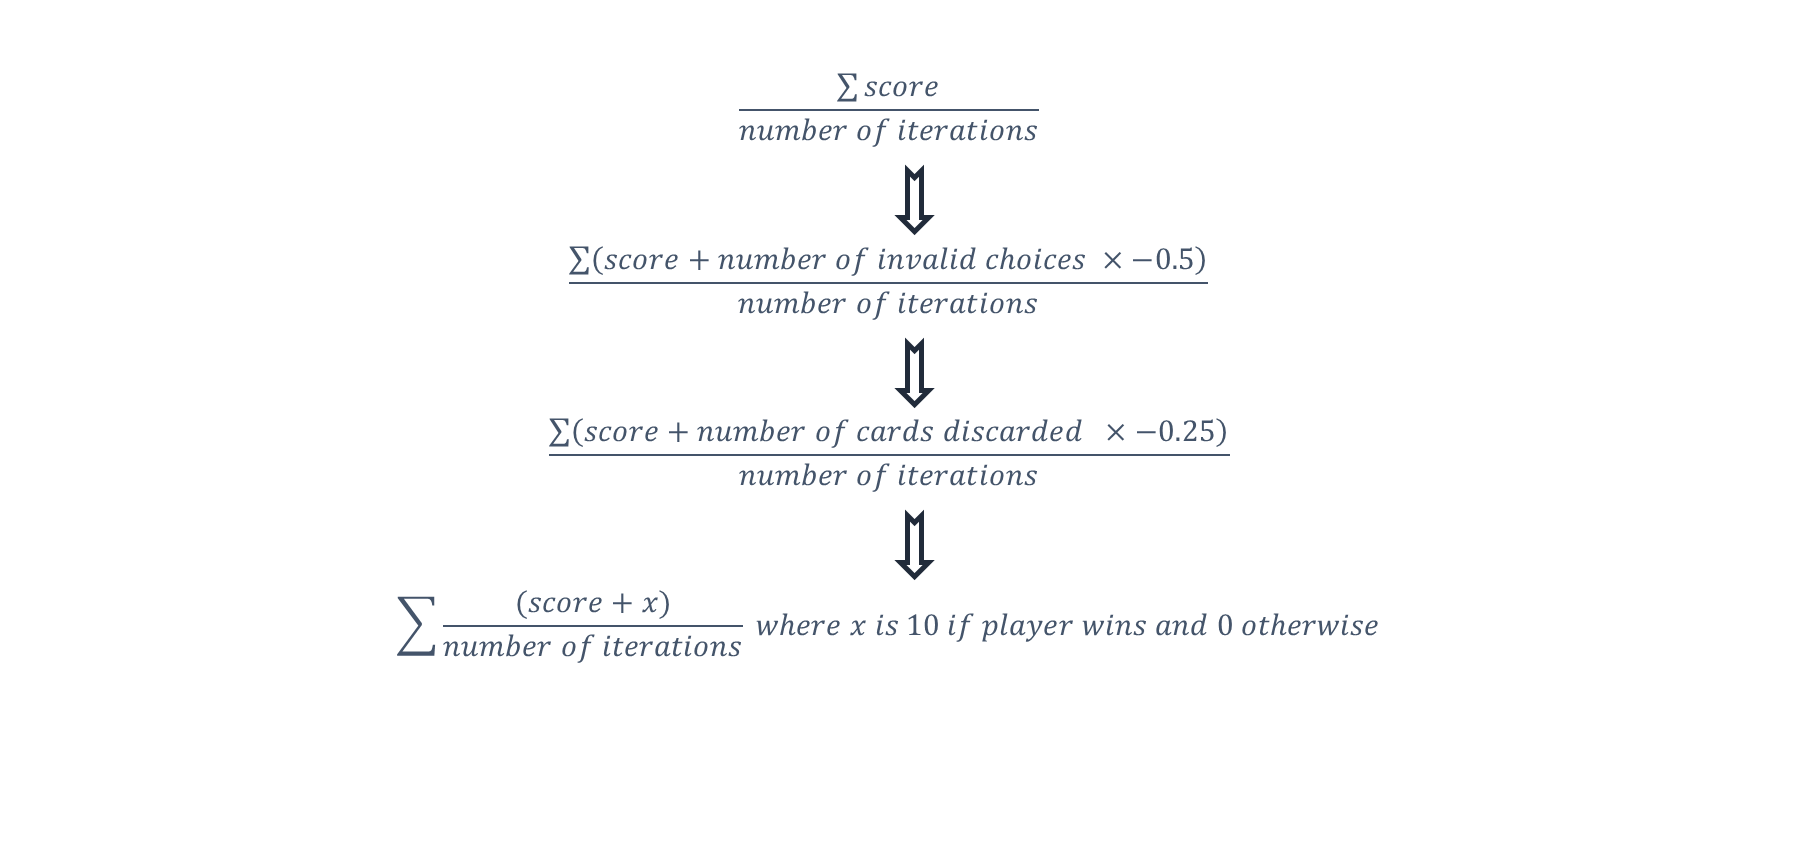 ∑ score
number of iterations
∑(score + number of invalid choices × −0.5)
number of iterations
∑(score + number of cards discarded × −0.25)
number of iterations
∑ (score + x)
number of iterations where x is 10 if player wins and 0 otherwise